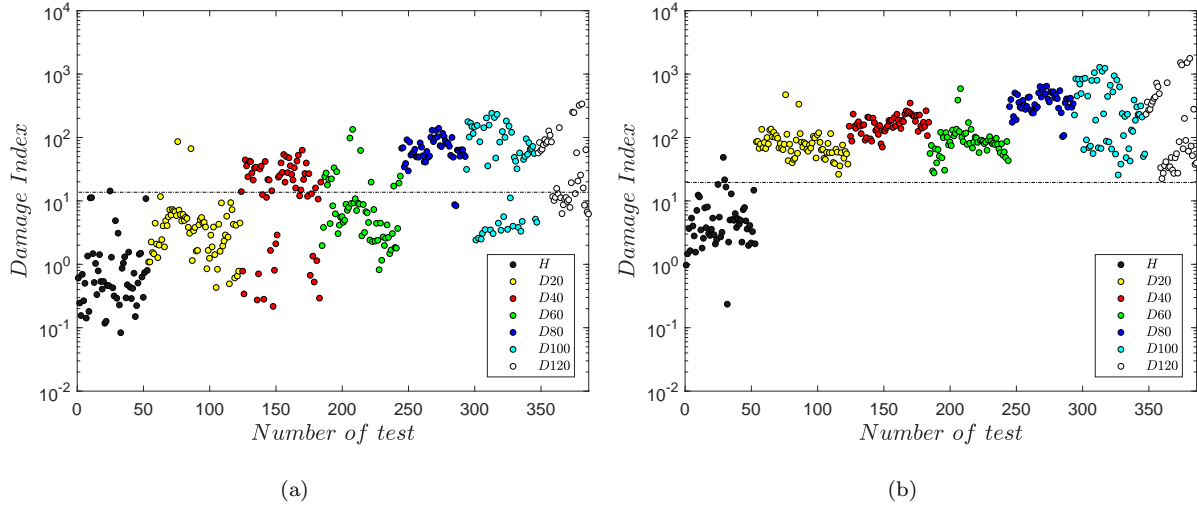 10^4
10^3
10^2
10^1
10^0
10^-1
10^-2
Damage Index
0 50 100 150 200 250 300 350
Number of test
H
D20
D40
D60
D80
D100
D120
(a)
10^4
10^3
10^2
10^1
10^0
10^-1
10^-2
Damage Index
0 50 100 150 200 250 300 350
Number of test
H
D20
D40
D60
D80
D100
D120
(b)